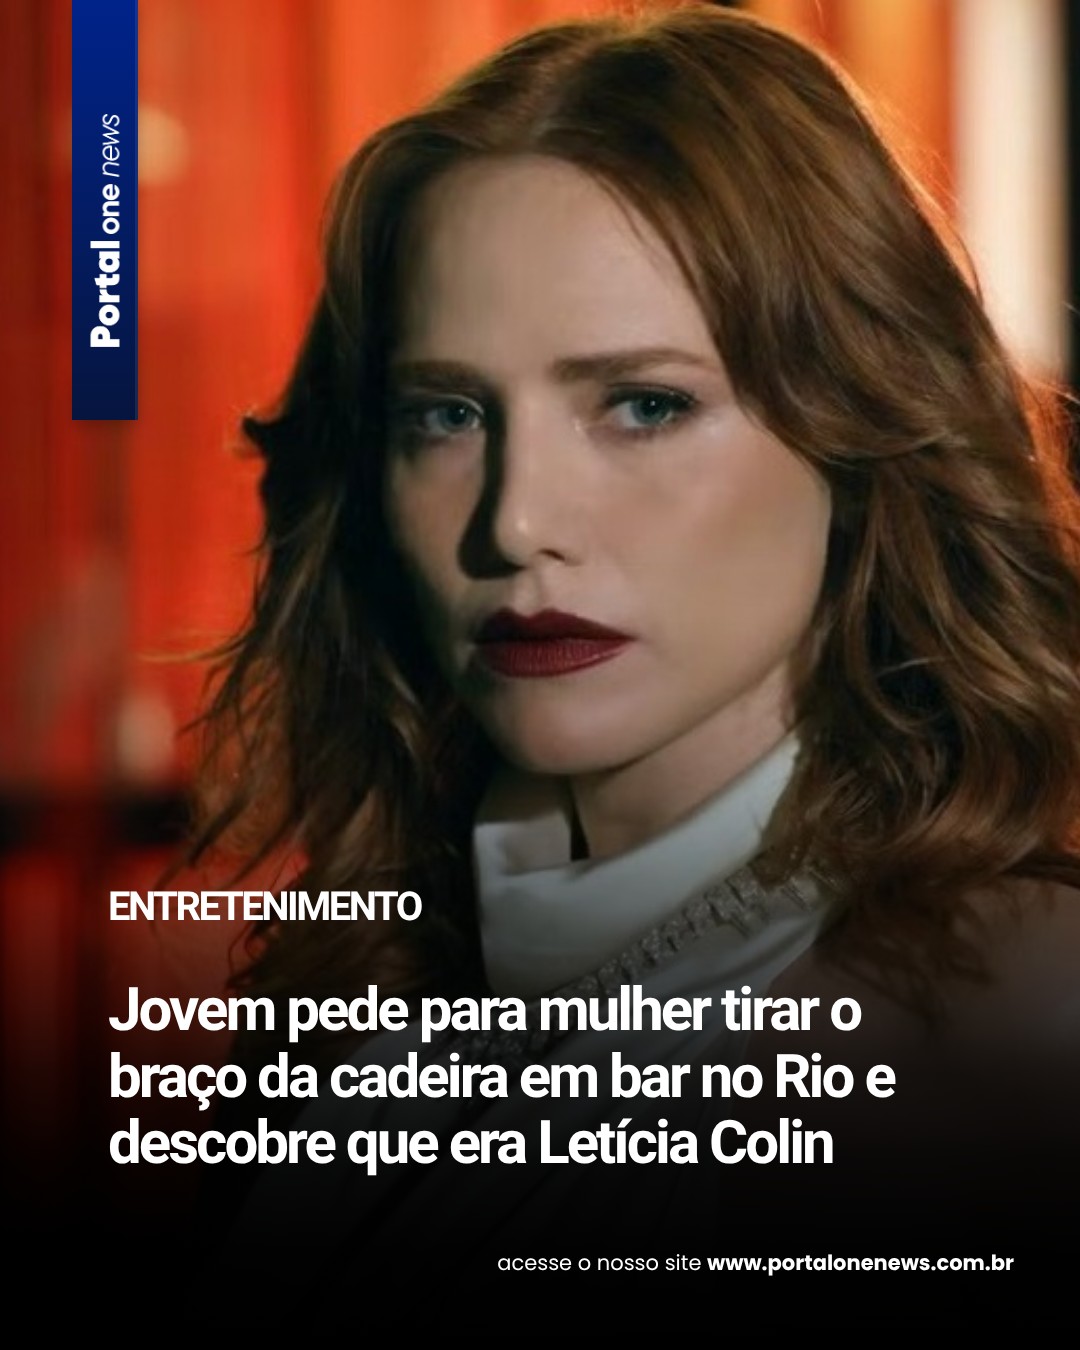 Portal one news
ENTRETENIMENTO
Jovem pede para mulher tirar o
braço da cadeira em bar no Rio e
descobre que era Letícia Colin
acesse o nosso site www.portalonenews.com.br